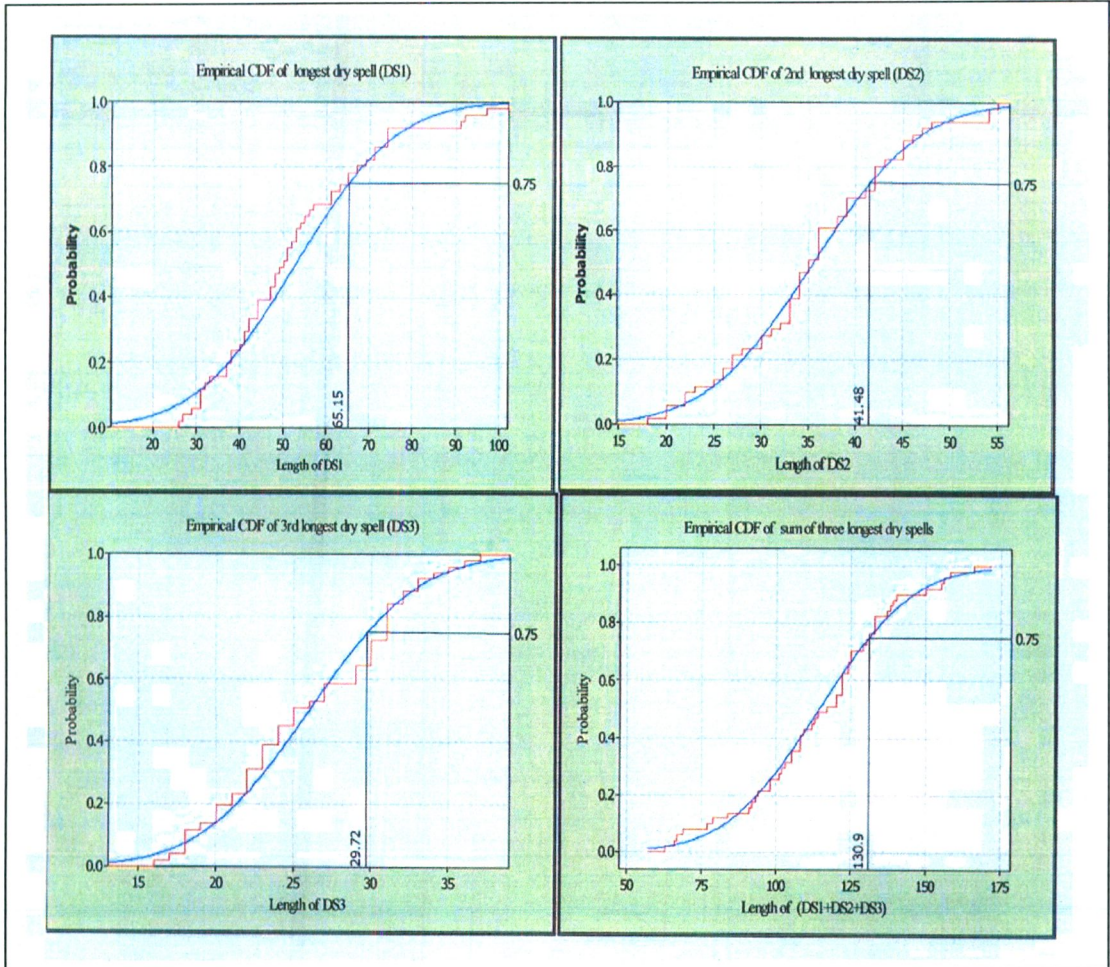 Empirical CDF of longest dry spell (DS1)
1.0
0.8
0.6
0.4
0.2
0.0
Probability
0.75
65.15
20 30 40 50 60 70 80 90 100
Length of DS1
Empirical CDF of 2nd longest dry spell (DS2)
1.0
0.8
0.6
0.4
0.2
0.0
Probability
0.75
41.48
15 20 25 30 35 40 45 50 55
Length of DS2
Empirical CDF of 3rd longest dry spell (DS3)
1.0
0.8
0.6
0.4
0.2
0.0
Probability
0.75
29.72
15 20 25 30 35
Length of DS3
Empirical CDF of sum of three longest dry spells
1.0
0.8
0.6
0.4
0.2
0.0
Probability
0.75
130.9
50 75 100 125 150 175
Length of (DS1+DS2+DS3)